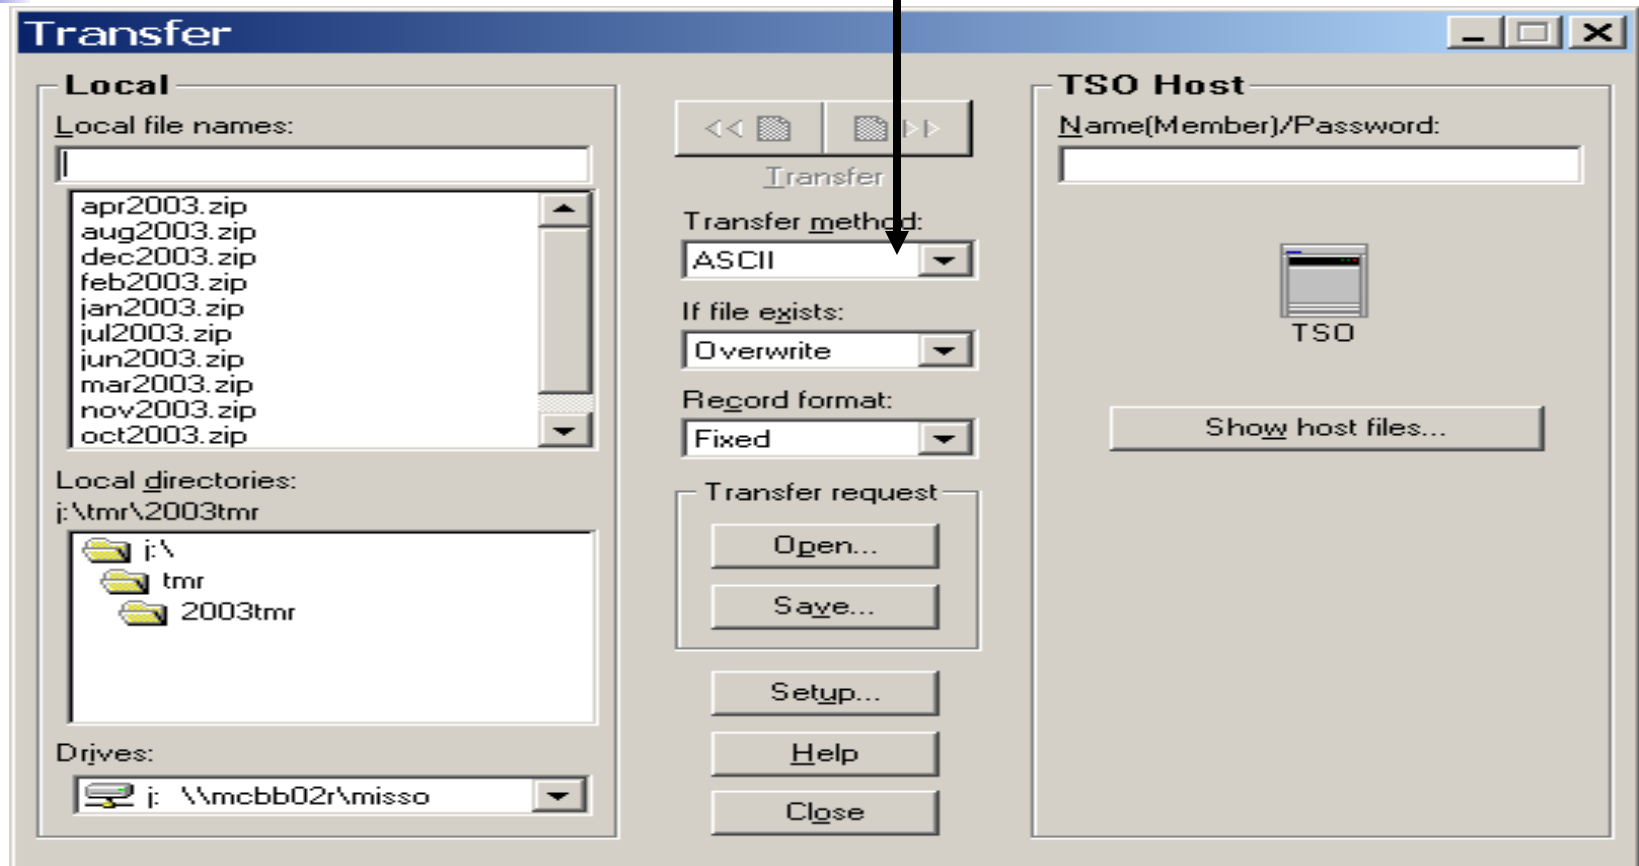 Transfer
Local
Local file names:
apr2003.zip
aug2003.zip
dec2003.zip
feb2003.zip
jan2003.zip
jul2003.zip
jun2003.zip
mar2003.zip
nov2003.zip
oct2003.zip
Local directories:
j:\tmr\2003tmr
j:\
tmr
2003tmr
Drives:
j: \\mcbb02r\misso
Transfer
Transfer method:
ASCII
If file exists:
Overwrite
Record format:
Fixed
Transfer request
Open...
Save...
Setup...
Help
Close
TSO Host
Name(Member)/Password:
TSO
Show host files...